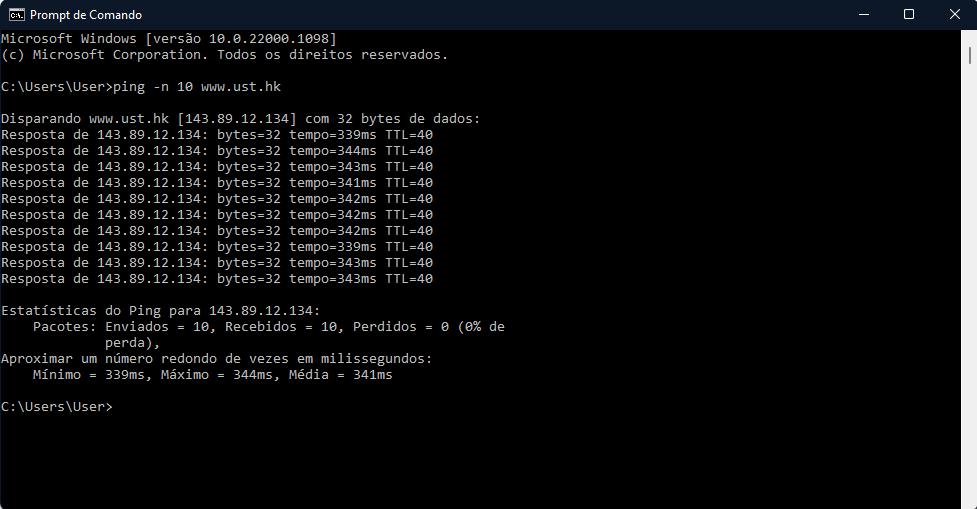 Prompt de Comando
Microsoft Windows [versão 10.0.22000.1098]
(c) Microsoft Corporation. Todos os direitos reservados.
C:\Users\User>ping -n 10 www.ust.hk
Disparando www.ust.hk [143.89.12.134] com 32 bytes de dados:
Resposta de 143.89.12.134: bytes=32 tempo=339ms TTL=40
Resposta de 143.89.12.134: bytes=32 tempo=344ms TTL=40
Resposta de 143.89.12.134: bytes=32 tempo=343ms TTL=40
Resposta de 143.89.12.134: bytes=32 tempo=341ms TTL=40
Resposta de 143.89.12.134: bytes=32 tempo=342ms TTL=40
Resposta de 143.89.12.134: bytes=32 tempo=342ms TTL=40
Resposta de 143.89.12.134: bytes=32 tempo=342ms TTL=40
Resposta de 143.89.12.134: bytes=32 tempo=339ms TTL=40
Resposta de 143.89.12.134: bytes=32 tempo=343ms TTL=40
Resposta de 143.89.12.134: bytes=32 tempo=343ms TTL=40
Estatísticas do Ping para 143.89.12.134:
    Pacotes: Enviados = 10, Recebidos = 10, Perdidos = 0 (0% de
             perda),
Aproximar um número redondo de vezes em milissegundos:
    Mínimo = 339ms, Máximo = 344ms, Média = 341ms
C:\Users\User>